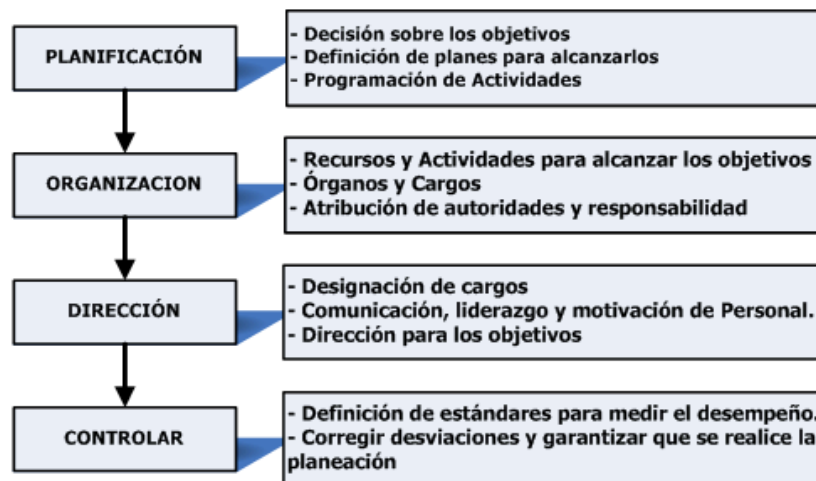 PLANIFICACIÓN
- Decisión sobre los objetivos
- Definición de planes para alcanzarlos
- Programación de Actividades
ORGANIZACION
- Recursos y Actividades para alcanzar los objetivos
- Órganos y Cargos
- Atribución de autoridades y responsabilidad
DIRECCIÓN
- Designación de cargos
- Comunicación, liderazgo y motivación de Personal.
- Dirección para los objetivos
CONTROLAR
- Definición de estándares para medir el desempeño.
- Corregir desviaciones y garantizar que se realice la
planeación